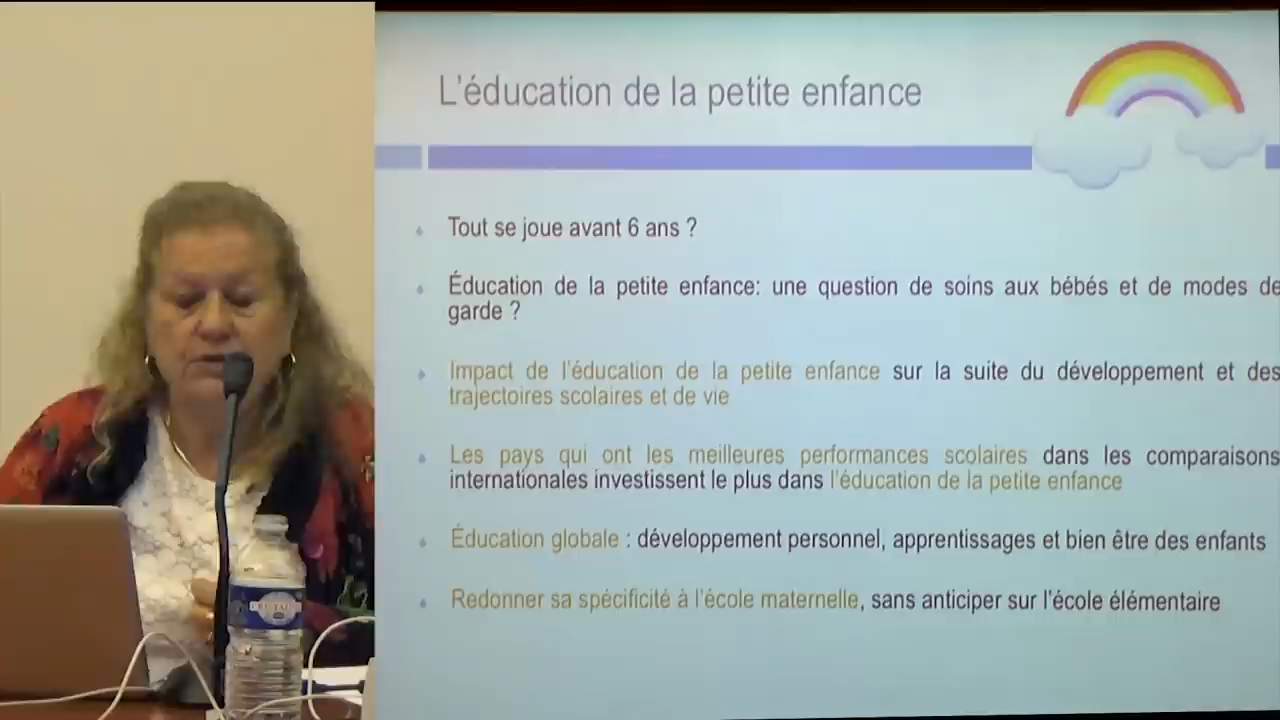 L'éducation de la petite enfance
Tout se joue avant 6 ans ?
Éducation de la petite enfance: une question de soins aux bébés et de modes de
garde ?
Impact de l'éducation de la petite enfance sur la suite du développement et des
trajectoires scolaires et de vie
Les pays qui ont les meilleures performances scolaires dans les comparaisons
internationales investissent le plus dans l'éducation de la petite enfance
Éducation globale : développement personnel, apprentissages et bien être des enfants
Redonner sa spécificité à l'école maternelle, sans anticiper sur l'école élémentaire